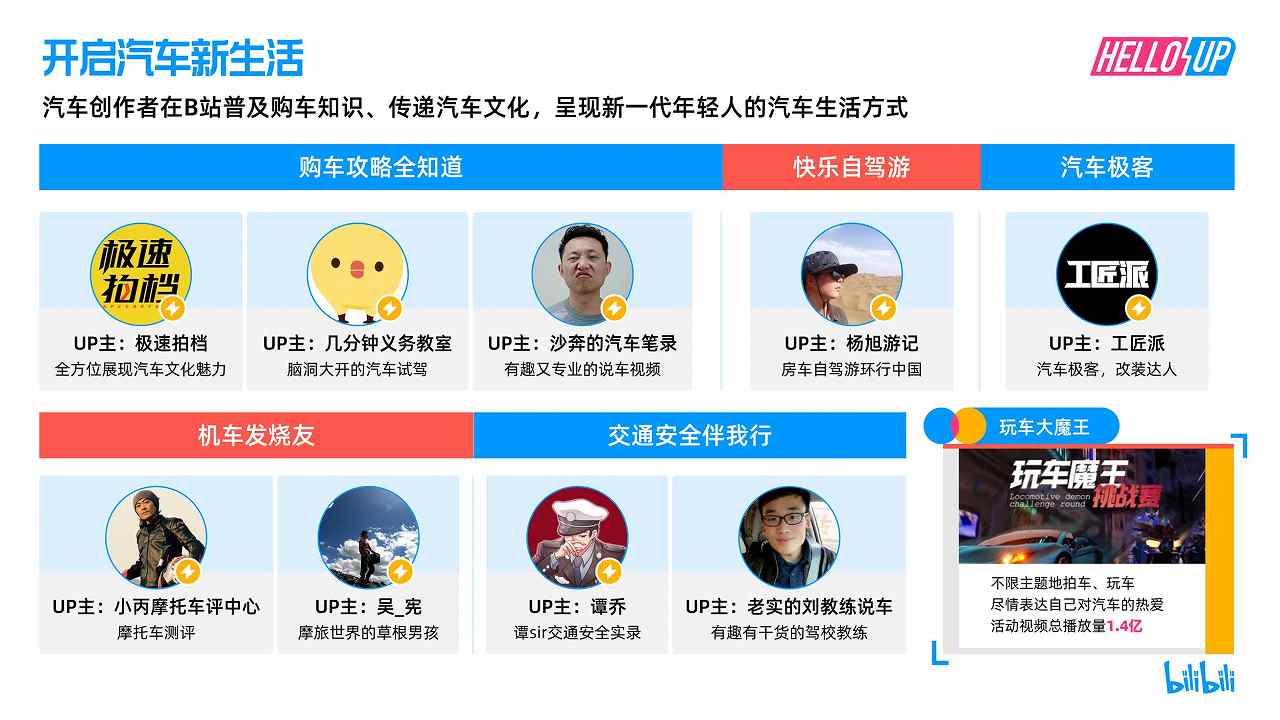 开启汽车新生活
HELLO UP
汽车创作者在B站普及购车知识、传递汽车文化，呈现新一代年轻人的汽车生活方式
购车攻略全知道
快乐自驾游
汽车极客
极速
拍档
工匠派
UP主：极速拍档
全方位展现汽车文化魅力
UP主：几分钟义务教室
脑洞大开的汽车试驾
UP主：沙奔的汽车笔录
有趣又专业的说车视频
UP主：杨旭游记
房车自驾游环行中国
UP主：工匠派
汽车极客，改装达人
机车发烧友
交通安全伴我行
UP主：小丙摩托车评中心
摩托车测评
UP主：吴_宪
摩旅世界的草根男孩
UP主：谭乔
谭sir交通安全实录
UP主：老实的刘教练说车
有趣有干货的驾校教练
玩车大魔王
玩车魔王
挑战赛
Locomotive demon
challenge round
不限主题地拍车、玩车
尽情表达自己对汽车的热爱
活动视频总播放量1.4亿
bilibili